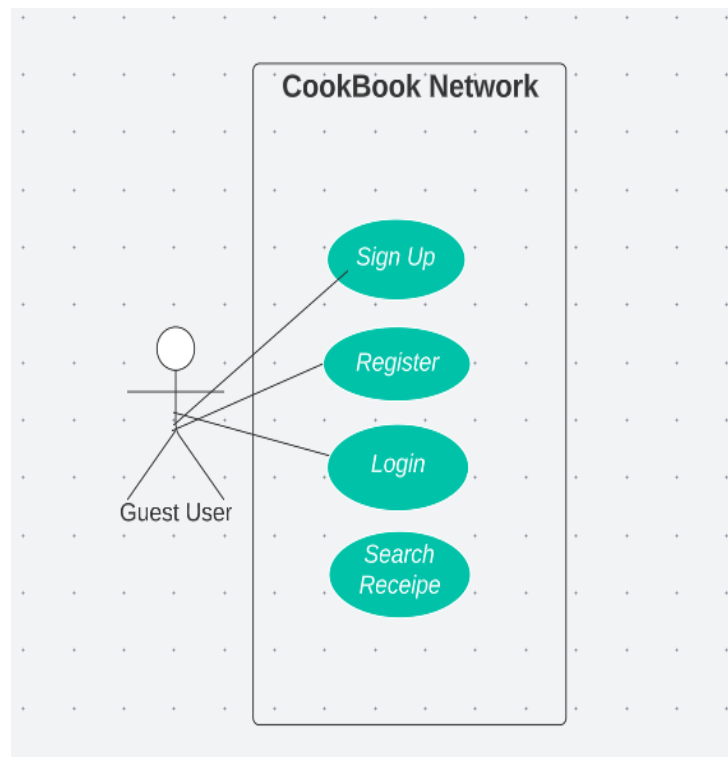 CookBook Network
Sign Up
Register
Login
Search
Receipe
Guest User